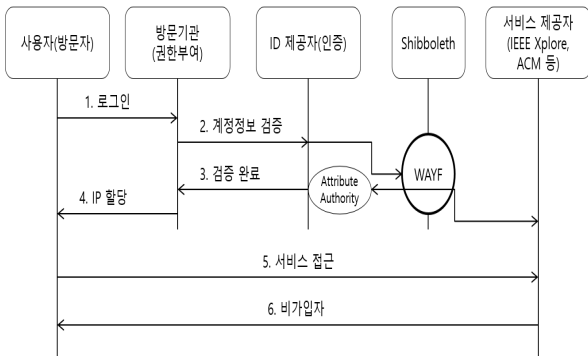 사용자(방문자)
방문기관
(권한부여)
ID 제공자(인증)
Shibboleth
서비스 제공자
(IEEE Xplore,
ACM 등)
1. 로그인
2. 계정정보 검증
3. 검증 완료
Attribute
Authority
WAYF
4. IP 할당
5. 서비스 접근
6. 비가입자